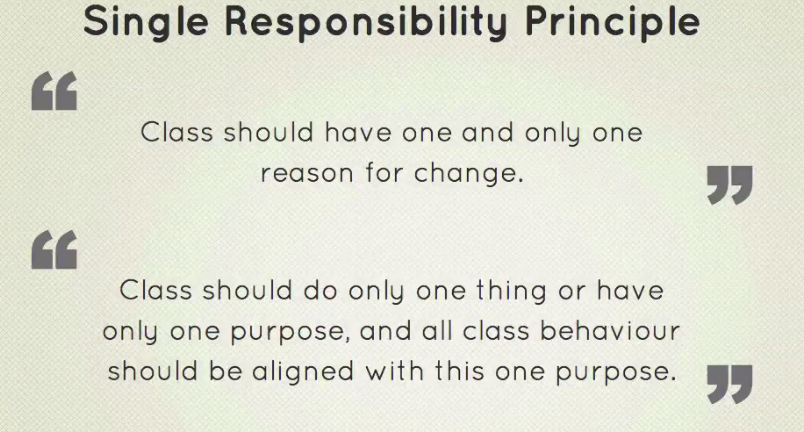 Single Responsibility Principle
“
Class should have one and only one
reason for change.
”
“
Class should do only one thing or have
only one purpose, and all class behaviour
should be aligned with this one purpose.
”